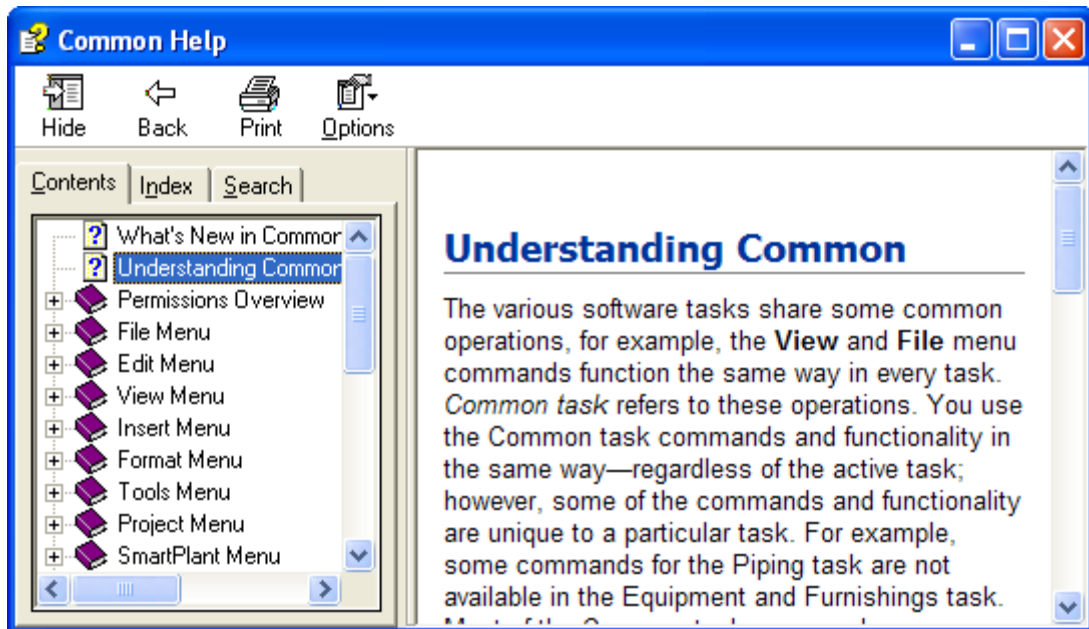 Common Help
Hide Back Print Options
Contents Index Search
What's New in Common
Understanding Common
Permissions Overview
File Menu
Edit Menu
View Menu
Insert Menu
Format Menu
Tools Menu
Project Menu
SmartPlant Menu
Understanding Common
The various software tasks share some common
operations, for example, the View and File menu
commands function the same way in every task.
Common task refers to these operations. You use
the Common task commands and functionality in
the same way—regardless of the active task;
however, some of the commands and functionality
are unique to a particular task. For example,
some commands for the Piping task are not
available in the Equipment and Furnishings task.